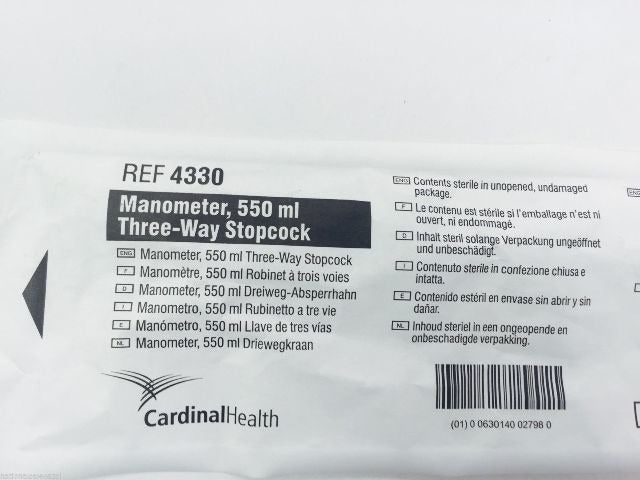 REF 4330
Manometer, 550 ml
Three-Way Stopcock
ENG Manometer, 550 ml Three-Way Stopcock
F Manomètre, 550 ml Robinet à trois voies
D Manometer, 550 ml Dreiweg-Absperrhahn
I Manometro, 550 ml Rubinetto a tre vie
E Manómetro, 550 ml Llave de tres vías
NL Manometer, 550 ml Driewegkraan
CardinalHealth
ENG Contents sterile in unopened, undamaged
package.
F Le contenu est stérile si l'emballage n'est ni
ouvert, ni endommagé.
D Inhalt steril solange Verpackung ungeöffnet
und unbeschädigt.
I Contenuto sterile in confezione chiusa e
intatta.
E Contenido estéril en envase sin abrir y sin
dañar.
NL Inhoud steriel in een ongeopende en
onbeschadigde verpakking.
(01) 0 0630140 02798 0
ENG